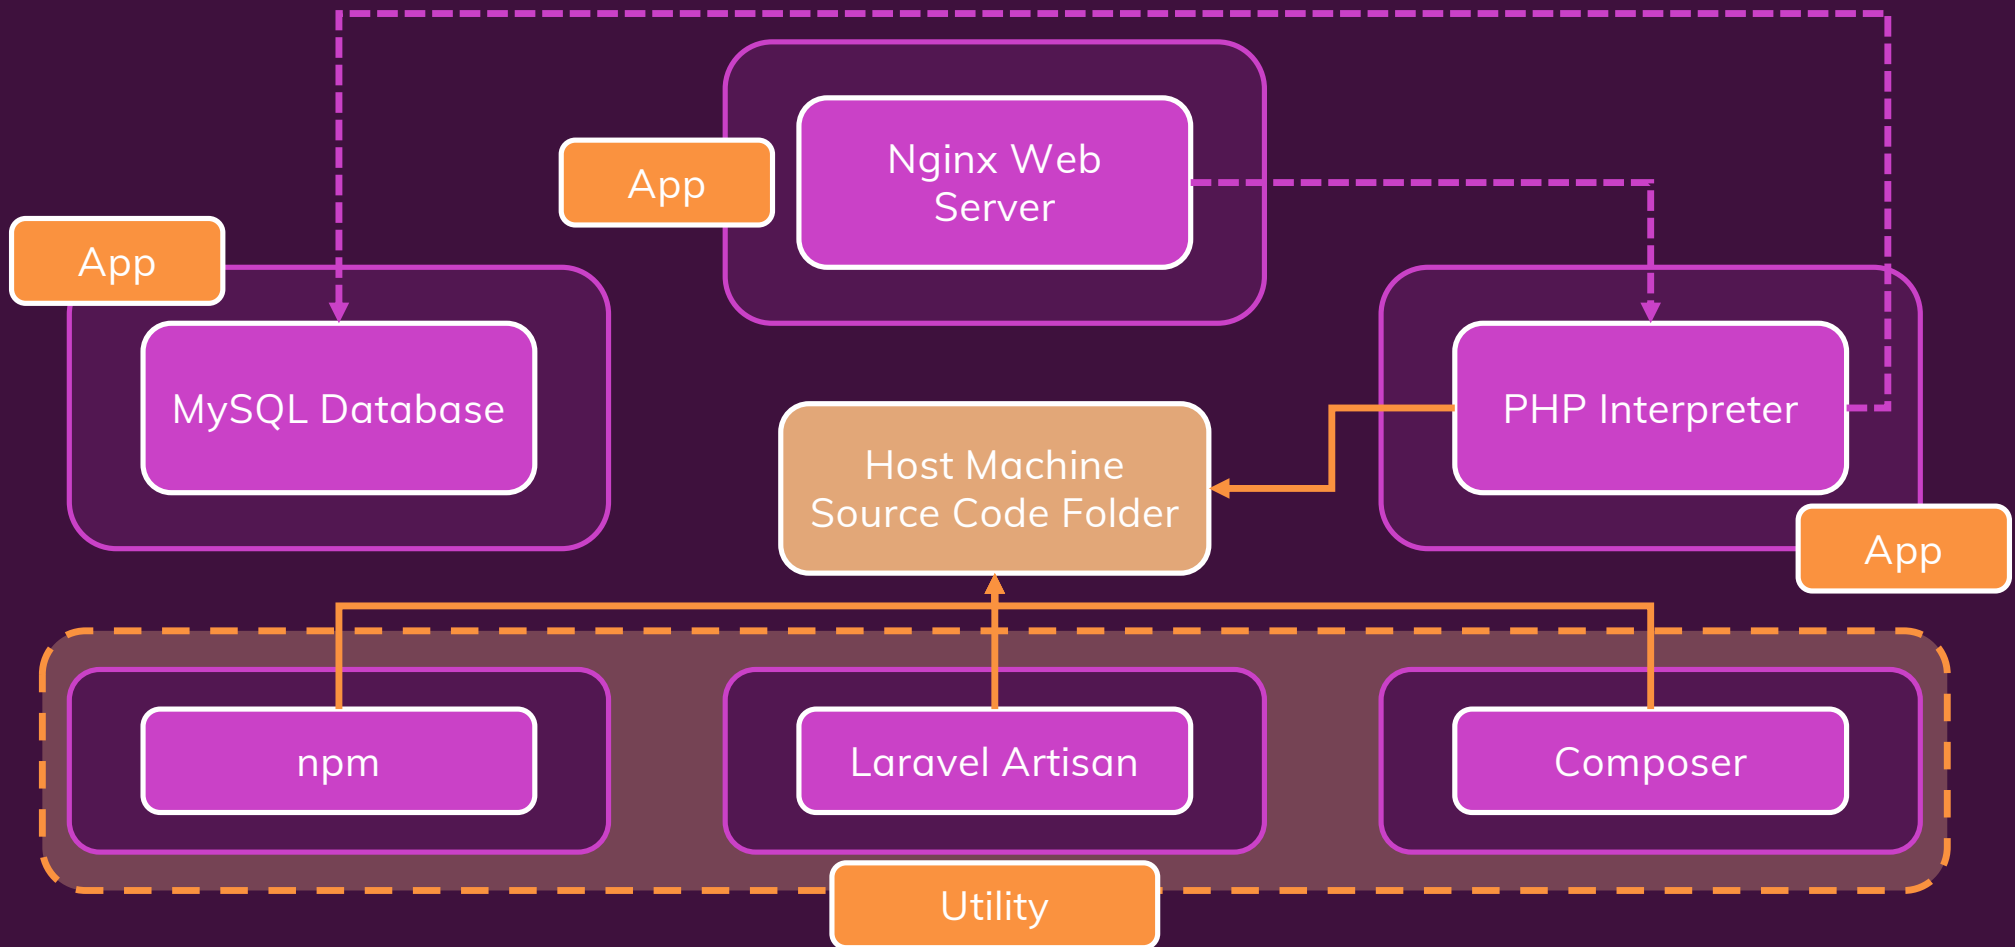 Nginx Web
Server
App
App
MySQL Database
PHP Interpreter
Host Machine
Source Code Folder
App
npm
Laravel Artisan
Composer
Utility